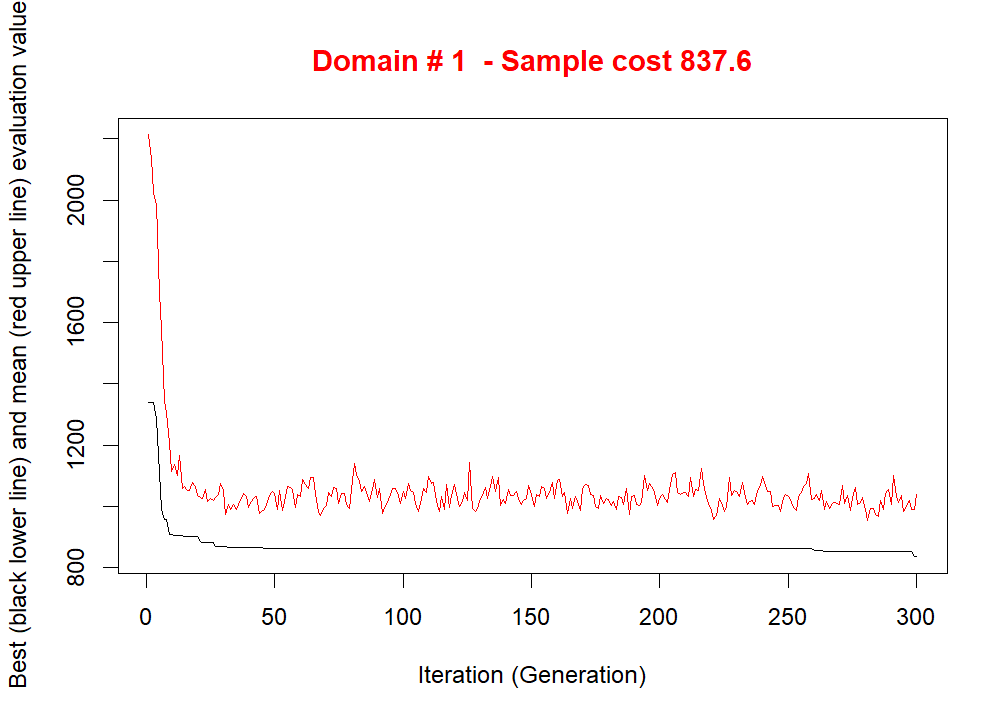 Domain # 1  - Sample cost 837.6
Best (black lower line) and mean (red upper line) evaluation value
2000
1600
1200
800
0 50 100 150 200 250 300
Iteration (Generation)